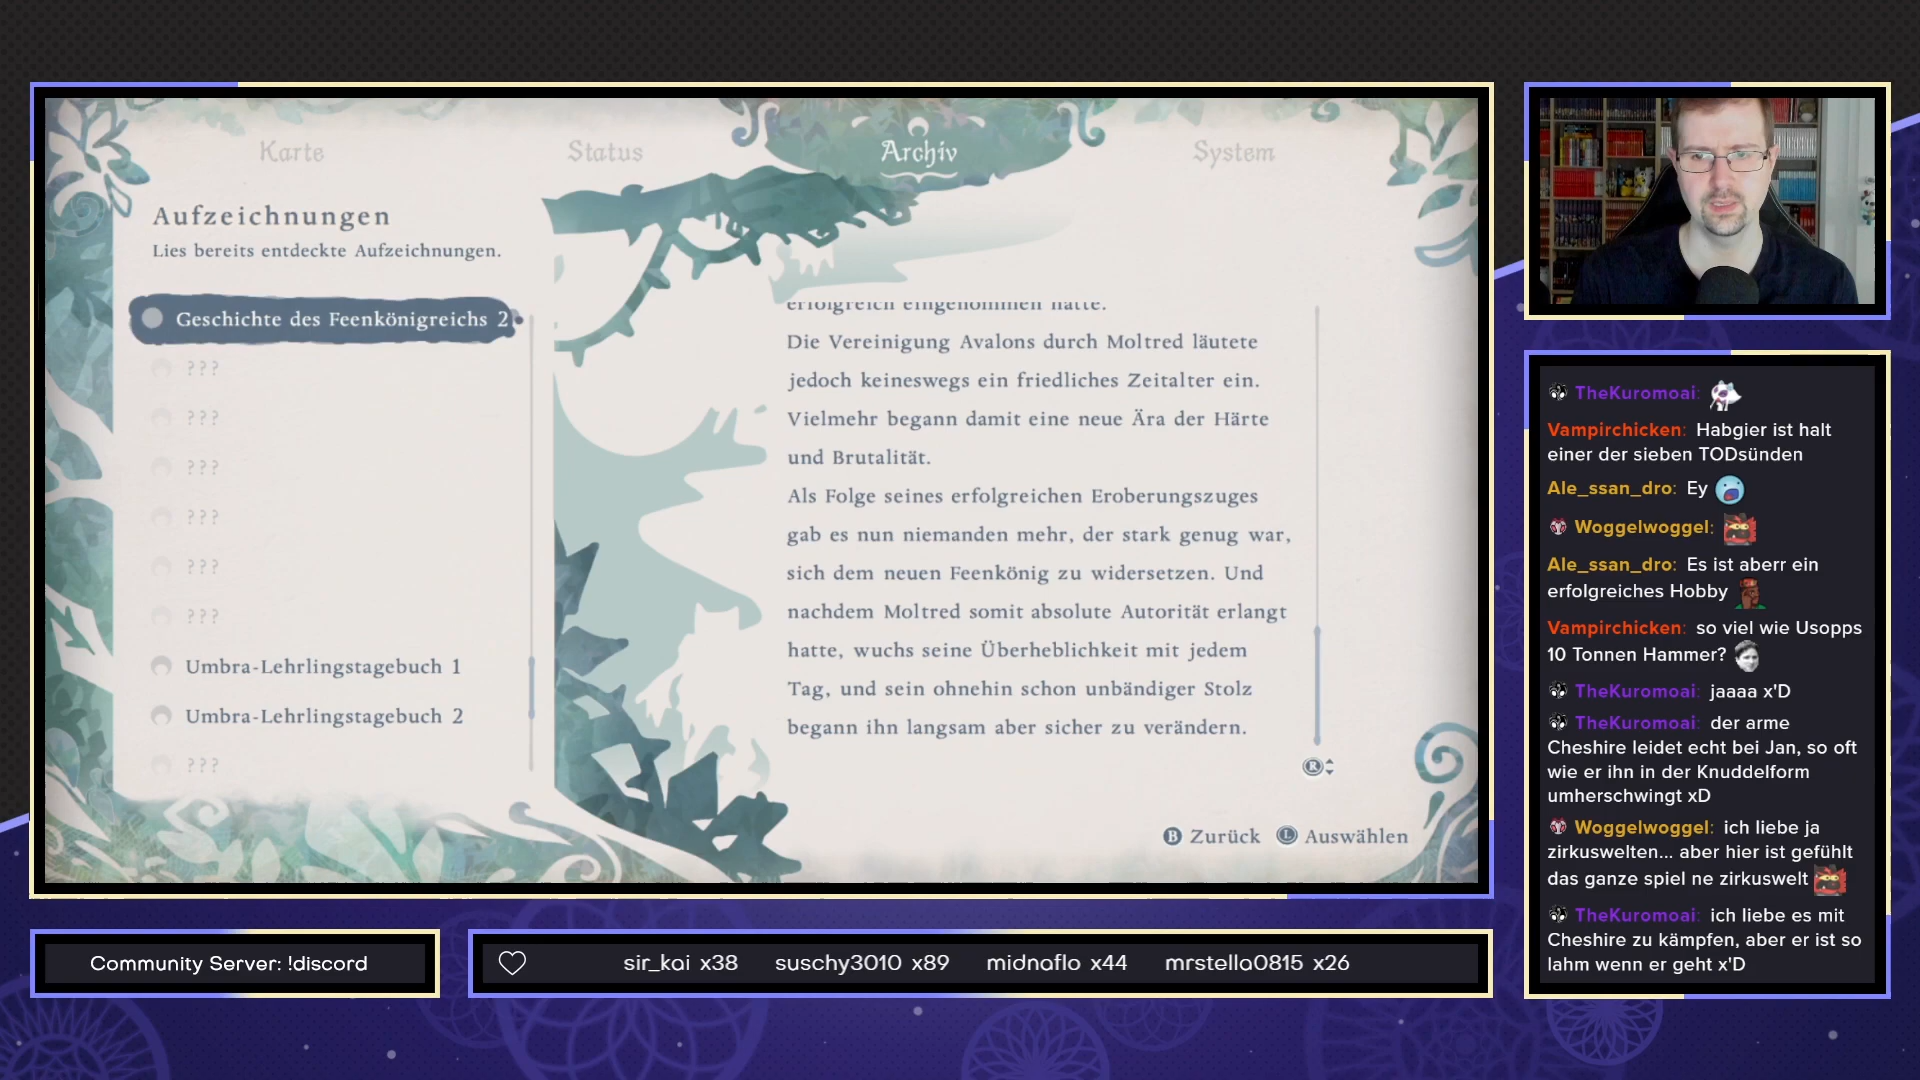 Karte
Status
Archiv
System
Aufzeichnungen
Lies bereits entdeckte Aufzeichnungen.
Geschichte des Feenkönigreichs 2
???
???
???
???
???
???
Umbra-Lehrlingstagebuch 1
Umbra-Lehrlingstagebuch 2
???
erfolgreich eingenommen hatte.
Die Vereinigung Avalons durch Moltred läutete
jedoch keineswegs ein friedliches Zeitalter ein.
Vielmehr begann damit eine neue Ära der Härte
und Brutalität.
Als Folge seines erfolgreichen Eroberungszuges
gab es nun niemanden mehr, der stark genug war,
sich dem neuen Feenkönig zu widersetzen. Und
nachdem Moltred somit absolute Autorität erlangt
hatte, wuchs seine Überheblichkeit mit jedem
Tag, und sein ohnehin schon unbändiger Stolz
begann ihn langsam aber sicher zu verändern.
R
B Zurück L Auswählen
TheKuromoai:
Vampirchicken: Habgier ist halt
einer der sieben TODsünden
Ale_ssan_dro: Ey
Woggelwoggel:
Ale_ssan_dro: Es ist aberr ein
erfolgreiches Hobby
Vampirchicken: so viel wie Usopps
10 Tonnen Hammer?
TheKuromoai: jaaaa x'D
TheKuromoai: der arme
Cheshire leidet echt bei Jan, so oft
wie er ihn in der Knuddelform
umherschwingt xD
Woggelwoggel: ich liebe ja
zirkuswelten... aber hier ist gefühlt
das ganze spiel ne zirkuswelt
TheKuromoai: ich liebe es mit
Cheshire zu kämpfen, aber er ist so
lahm wenn er geht x'D
Community Server: !discord
sir_kai x38 suschy3010 x89 midnaflo x44 mrstella0815 x26